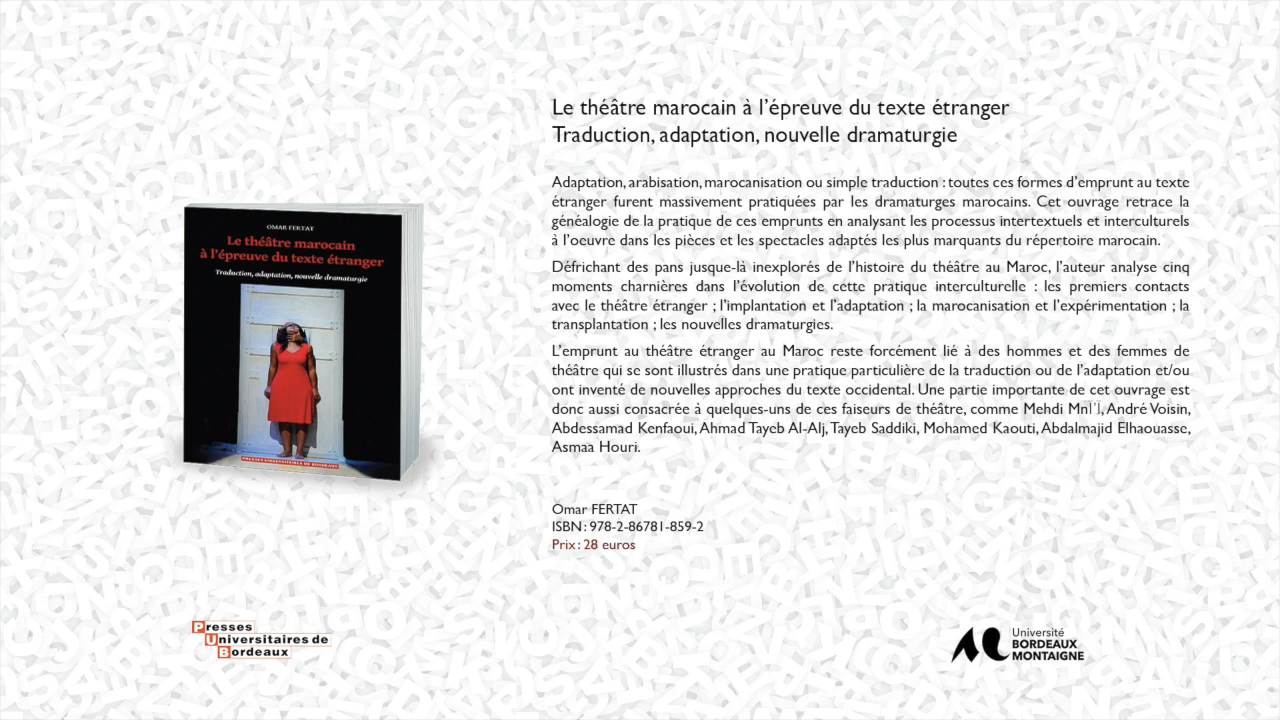 Le théâtre marocain à l’épreuve du texte étranger
Traduction, adaptation, nouvelle dramaturgie
Adaptation, arabisation, marocanisation ou simple traduction : toutes ces formes d’emprunt au texte
étranger furent massivement pratiquées par les dramaturges marocains. Cet ouvrage retrace la
généalogie de la pratique de ces emprunts en analysant les processus intertextuels et interculturels
à l’oeuvre dans les pièces et les spectacles adaptés les plus marquants du répertoire marocain.
Défrichant des pans jusque-là inexporés de l’histoire du théâtre au Maroc, l’auteur analyse cinq
moments charnières dans l’évolution de cette pratique interculturelle : les premiers contacts
avec le théâtre étranger ; l’implantation et l’adaptation ; la marocanisation et l’expérimentation ; la
transplantation ; les nouvelles dramaturgies.
L’emprunt au théâtre étranger au Maroc reste forcément lié à des hommes et des femmes de
théâtre qui se sont illustrés dans une pratique particulière de la traduction ou de l’adaptation et/ou
ont inventé de nouvelles approches du texte occidental. Une partie importante de cet ouvrage est
donc aussi consacrée à quelques-uns de ces faiseurs de théâtre, comme Mehdi André Voisin,
Abdessamad Kenfaoui, Ahmad Tayeb Al-Alj, Tayeb Saddiki, Mohamed Kaouti, Abdalmajid Elhaouasse,
Asmaa Houri.
OMAR FERTAT
Le théâtre marocain
à l’épreuve du texte étranger
Traduction, adaptation, nouvelle dramaturgie
PRESSES UNIVERSITAIRES DE BORDEAUX
Omar FERTAT
ISBN : 978-2-86781-859-2
Prix : 28 euros
Presses
Universitaires de
Bordeaux
Université
BORDEAUX
MONTAIGNE